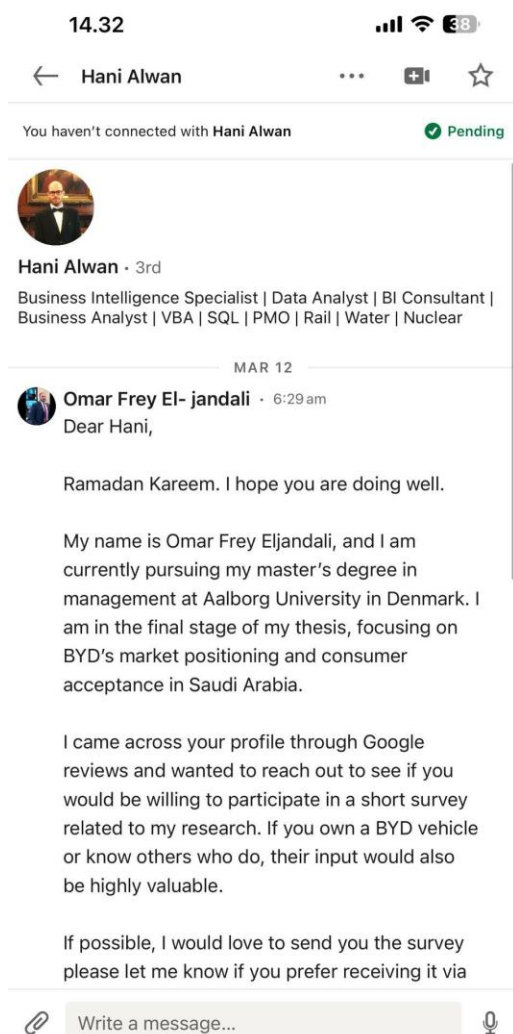 14.32
38
Hani Alwan
You haven't connected with Hani Alwan
Pending
Hani Alwan · 3rd
Business Intelligence Specialist | Data Analyst | BI Consultant |
Business Analyst | VBA | SQL | PMO | Rail | Water | Nuclear
MAR 12
Omar Frey El- jandali · 6:29 am
Dear Hani,
Ramadan Kareem. I hope you are doing well.
My name is Omar Frey Eljandali, and I am
currently pursuing my master's degree in
management at Aalborg University in Denmark. I
am in the final stage of my thesis, focusing on
BYD's market positioning and consumer
acceptance in Saudi Arabia.
I came across your profile through Google
reviews and wanted to reach out to see if you
would be willing to participate in a short survey
related to my research. If you own a BYD vehicle
or know others who do, their input would also
be highly valuable.
If possible, I would love to send you the survey
please let me know if you prefer receiving it via
Write a message...